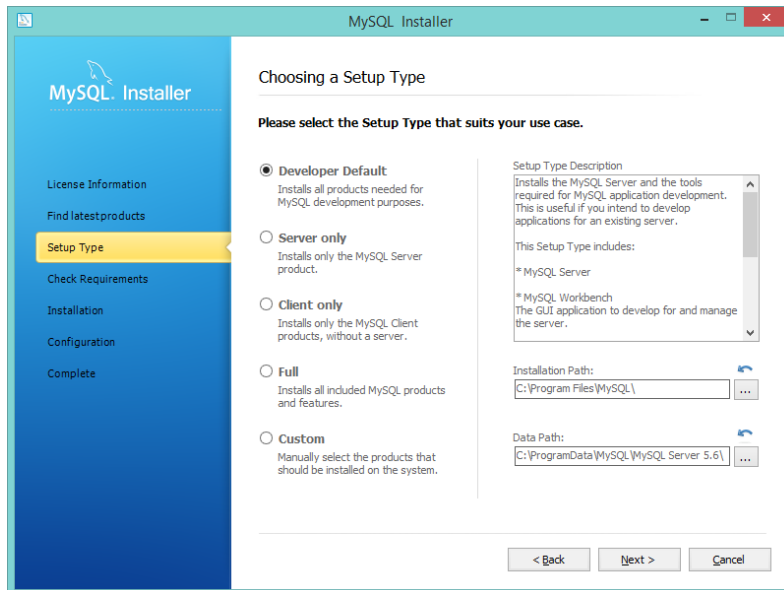 MySQL Installer
MySQL. Installer
License Information
Find latest products
Setup Type
Check Requirements
Installation
Configuration
Complete
Choosing a Setup Type
Please select the Setup Type that suits your use case.
Developer Default
Installs all products needed for
MySQL development purposes.
Server only
Installs only the MySQL Server
product.
Client only
Installs only the MySQL Client
products, without a server.
Full
Installs all included MySQL products
and features.
Custom
Manually select the products that
should be installed on the system.
Setup Type Description
Installs the MySQL Server and the tools
required for MySQL application development.
This is useful if you intend to develop
applications for an existing server.
This Setup Type includes:
* MySQL Server
* MySQL Workbench
The GUI application to develop for and manage
the server.
Installation Path:
C:\Program Files\MySQL\
...
Data Path:
C:\ProgramData\MySQL\MySQL Server 5.6\
...
< Back
Next >
Cancel